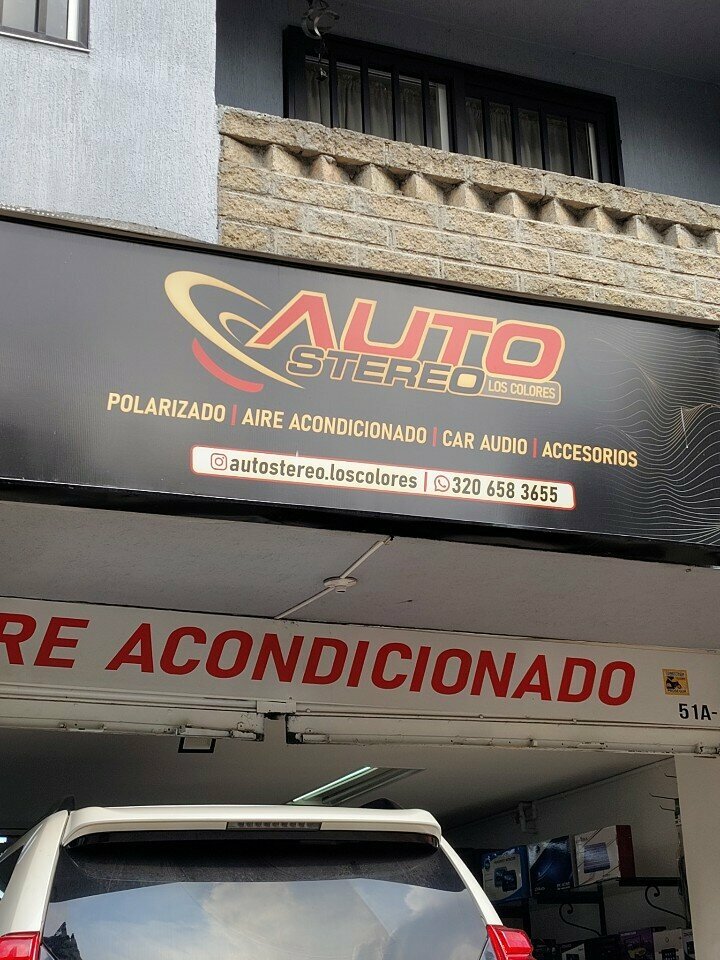 AUTO
STEREO LOS COLORES
POLARIZADO | AIRE ACONDICIONADO | CAR AUDIO | ACCESORIOS
autostereo.loscolores | 320 658 3655
RE ACONDICIONADO
51A-